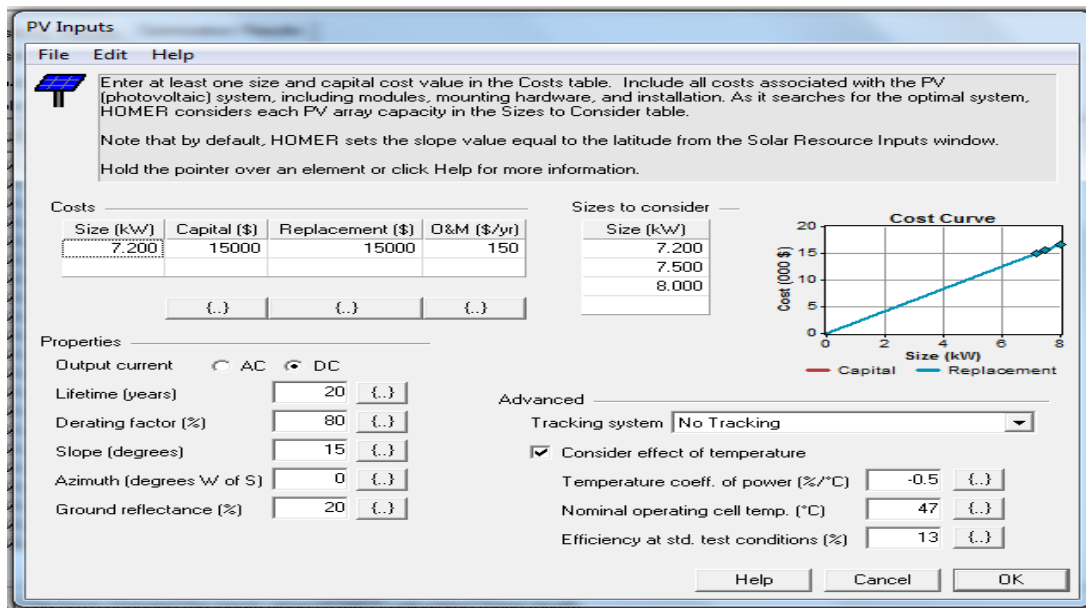 PV Inputs
File Edit Help
Enter at least one size and capital cost value in the Costs table. Include all costs associated with the PV
(photovoltaic) system, including modules, mounting hardware, and installation. As it searches for the optimal system,
HOMER considers each PV array capacity in the Sizes to Consider table.
Note that by default, HOMER sets the slope value equal to the latitude from the Solar Resource Inputs window.
Hold the pointer over an element or click Help for more information.
Costs
Size (kW) Capital ($) Replacement ($) O&M ($/yr)
7.200 15000 15000 150
{..} {..} {..}
Sizes to consider
Size (kW)
7.200
7.500
8.000
Cost Curve
Cost (000 $)
20
15
10
5
0
0 2 4 6 8
Size (kW)
Capital Replacement
Properties
Output current AC DC
Lifetime (years) 20 {..}
Derating factor (%) 80 {..}
Slope (degrees) 15 {..}
Azimuth (degrees W of S) 0 {..}
Ground reflectance (%) 20 {..}
Advanced
Tracking system No Tracking
Consider effect of temperature
Temperature coeff. of power (%/°C) -0.5 {..}
Nominal operating cell temp. (°C) 47 {..}
Efficiency at std. test conditions (%) 13 {..}
Help Cancel OK